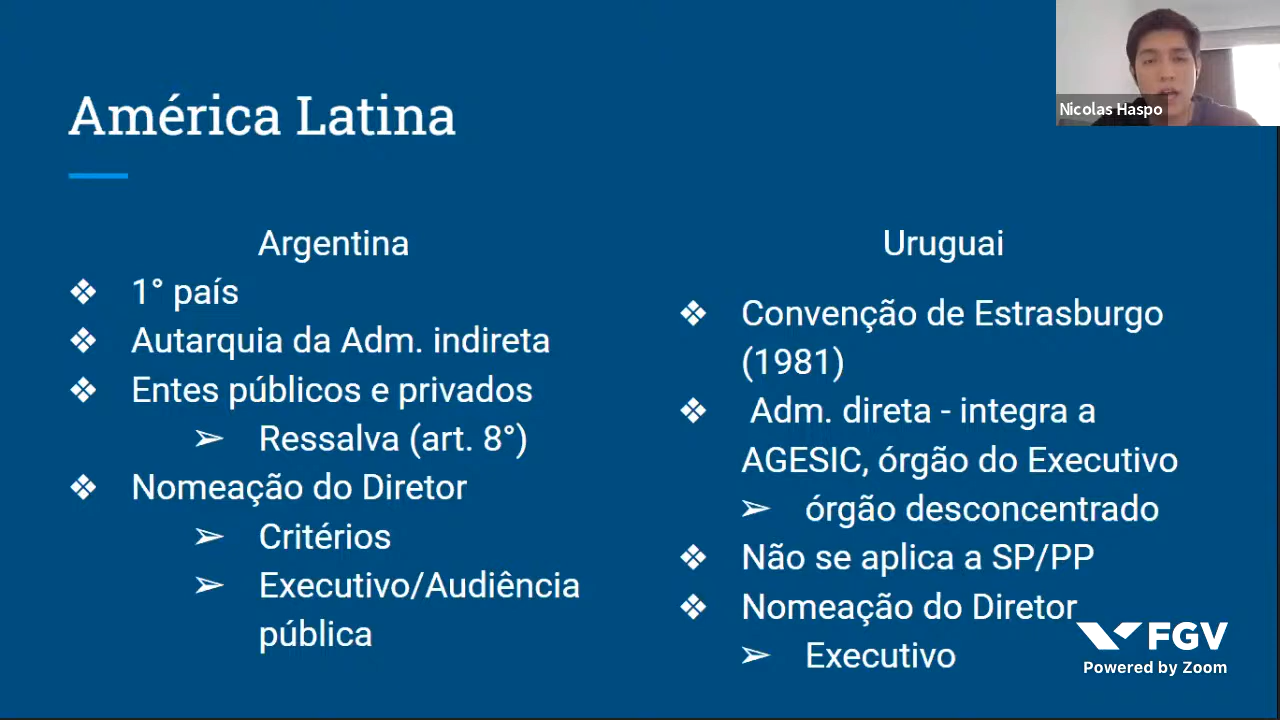 América Latina
Nicolas Haspo
Argentina
❖ 1° país
❖ Autarquia da Adm. indireta
❖ Entes públicos e privados
➢ Ressalva (art. 8°)
❖ Nomeação do Diretor
➢ Critérios
➢ Executivo/Audiência
pública
Uruguai
❖ Convenção de Estrasburgo
(1981)
❖ Adm. direta - integra a
AGESIC, órgão do Executivo
➢ órgão desconcentrado
❖ Não se aplica a SP/PP
❖ Nomeação do Diretor
➢ Executivo
FGV
Powered by Zoom